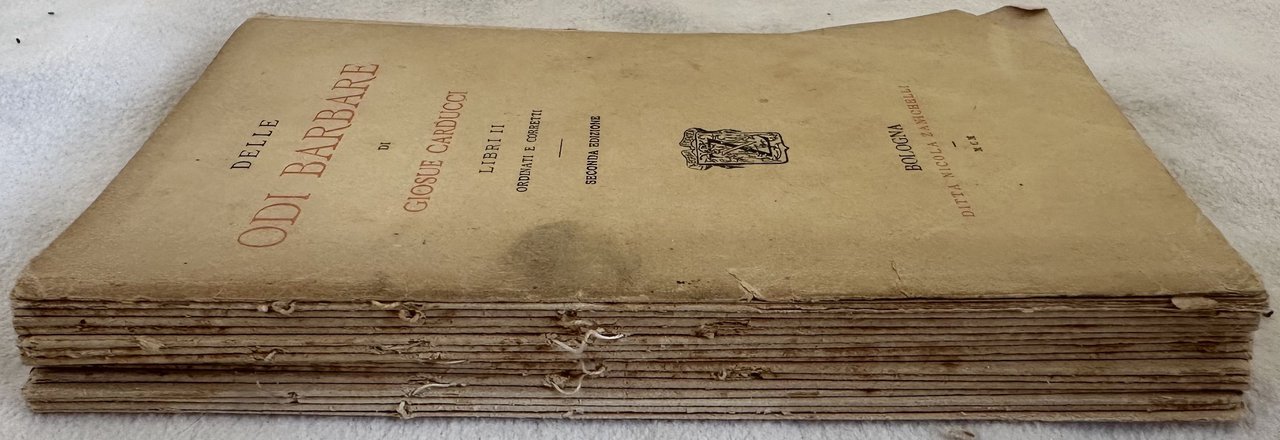 DELLE
ODI BARBARE
DI
GIOSUE CARDUCCI
LIBRI II
ORDINATI E CORRETTI
SECONDA EDIZIONE
BOLOGNA
DITTA NICOLA ZANICHELLI
MCM